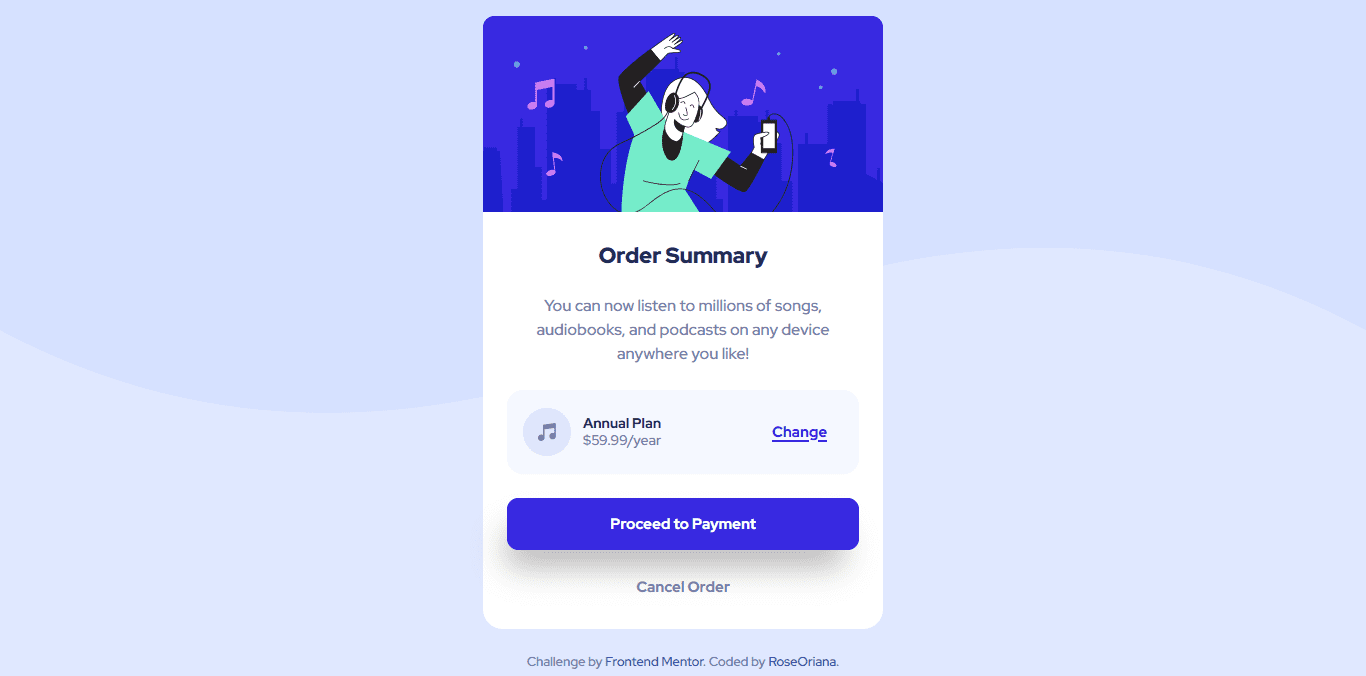 Order Summary
You can now listen to millions of songs,
audiobooks, and podcasts on any device
anywhere you like!
Annual Plan
$59.99/year
Change
Proceed to Payment
Cancel Order
Challenge by Frontend Mentor. Coded by RoseOriana.